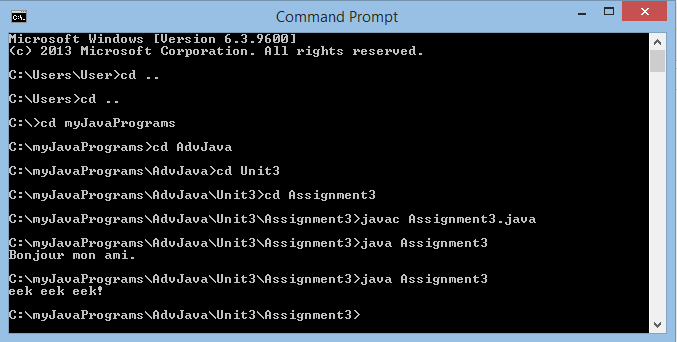 Command Prompt
Microsoft Windows [Version 6.3.9600]
(c) 2013 Microsoft Corporation. All rights reserved.
C:\Users\User>cd ..
C:\Users>cd ..
C:\>cd myJavaPrograms
C:\myJavaPrograms>cd AdvJava
C:\myJavaPrograms\AdvJava>cd Unit3
C:\myJavaPrograms\AdvJava\Unit3>cd Assignment3
C:\myJavaPrograms\AdvJava\Unit3\Assignment3>javac Assignment3.java
C:\myJavaPrograms\AdvJava\Unit3\Assignment3>java Assignment3
Bonjour mon ami.
C:\myJavaPrograms\AdvJava\Unit3\Assignment3>java Assignment3
eek eek eek!
C:\myJavaPrograms\AdvJava\Unit3\Assignment3>